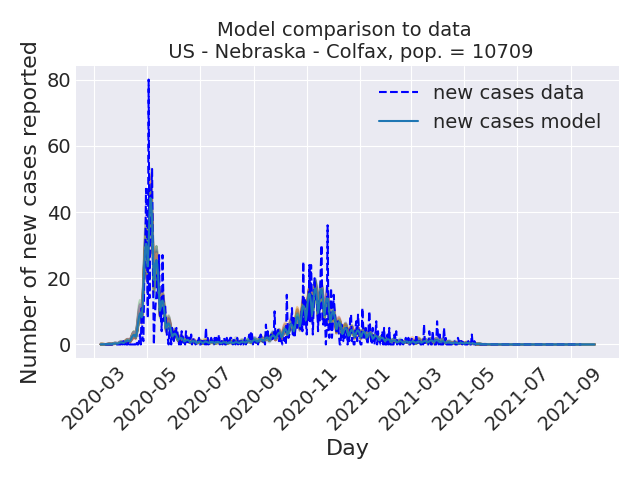 Model comparison to data
US - Nebraska - Colfax, pop. = 10709
Number of new cases reported
80
60
40
20
0
new cases data
new cases model
2020-03
2020-05
2020-07
2020-09
2020-11
2021-01
2021-03
2021-05
2021-07
2021-09
Day